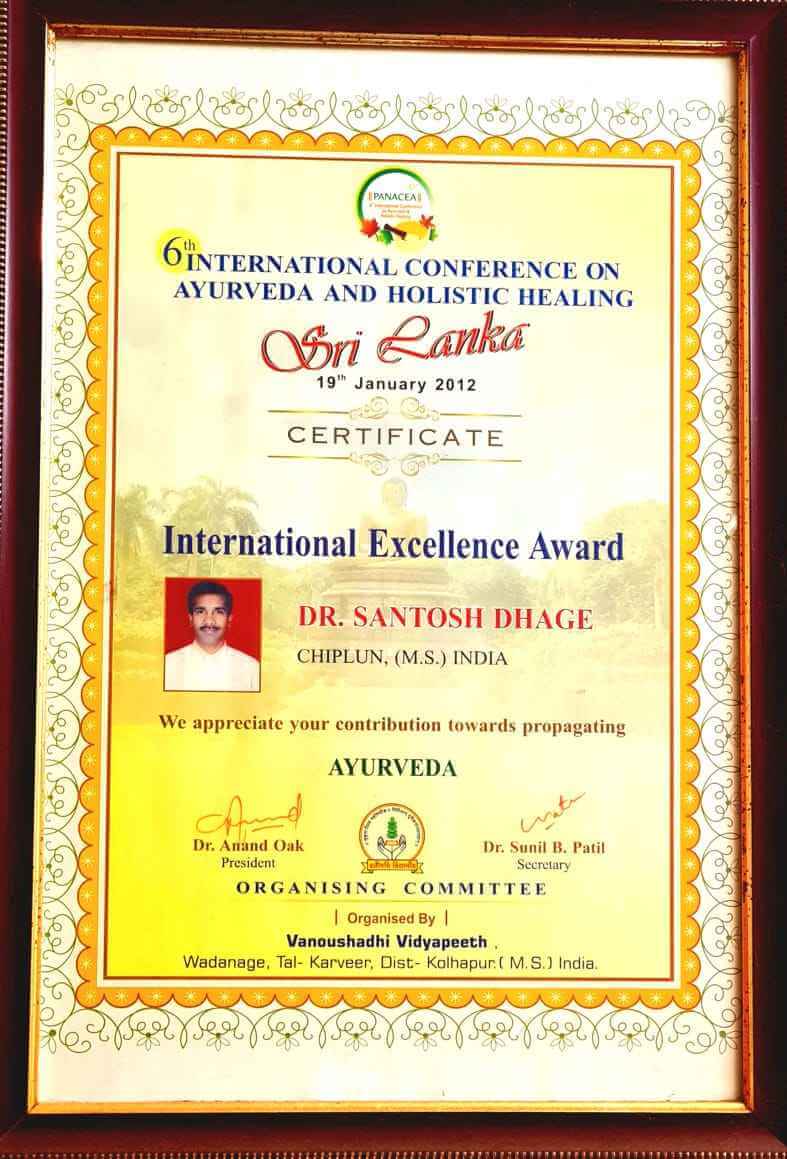 PANACEA
6th INTERNATIONAL CONFERENCE ON
AYURVEDA AND HOLISTIC HEALING
Sri Lanka
19th January 2012
CERTIFICATE
International Excellence Award
DR. SANTOSH DHAGE
CHIPLUN, (M.S.) INDIA
We appreciate your contribution towards propagating
AYURVEDA
Dr. Anand Oak
President
Dr. Sunil B. Patil
Secretary
ORGANISING COMMITTEE
| Organised By |
Vanoushadhi Vidyapeeth .
Wadanage, Tal- Karveer, Dist- Kolhapur.( M.S.) India.